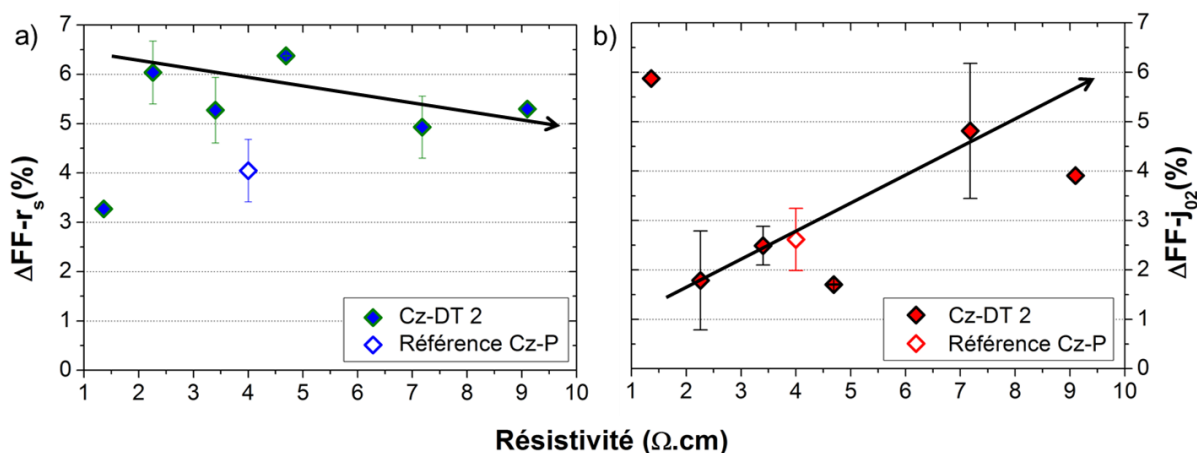 a)
7
6
5
4
3
2
1
0
ΔFF-rs(%)
Cz-DT 2
Référence Cz-P
1 2 3 4 5 6 7 8 9 10
b)
7
6
5
4
3
2
1
0
ΔFF-j02(%)
Cz-DT 2
Référence Cz-P
1 2 3 4 5 6 7 8 9 10
Résistivité (Ω.cm)